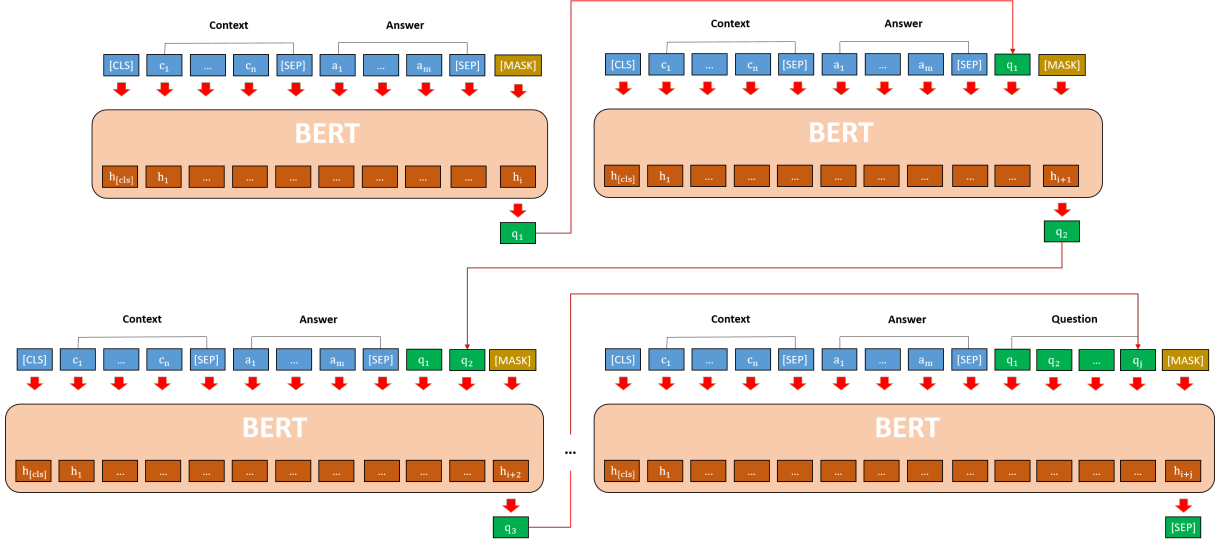 Context Answer
[CLS] c₁ ... cₙ [SEP] a₁ ... aₘ [SEP] [MASK]
BERT
h[cls] h₁ ... ... ... ... ... ... ... hᵢ
q₁
Context Answer
[CLS] c₁ ... cₙ [SEP] a₁ ... aₘ [SEP] q₁ [MASK]
BERT
h[cls] h₁ ... ... ... ... ... ... ... ... hᵢ₊₁
q₂
Context Answer
[CLS] c₁ ... cₙ [SEP] a₁ ... aₘ [SEP] q₁ q₂ [MASK]
BERT
h[cls] h₁ ... ... ... ... ... ... ... ... ... hᵢ₊₂
q₃
...
Context Answer Question
[CLS] c₁ ... cₙ [SEP] a₁ ... aₘ [SEP] q₁ q₂ ... qⱼ [MASK]
BERT
h[cls] h₁ ... ... ... ... ... ... ... ... ... ... ... hᵢ₊ⱼ
[SEP]